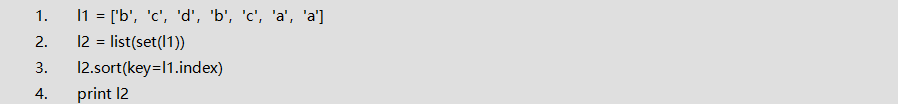 1. l1 = ['b', 'c', 'd', 'b', 'c', 'a', 'a']
2. l2 = list(set(l1))
3. l2.sort(key=l1.index)
4. print l2